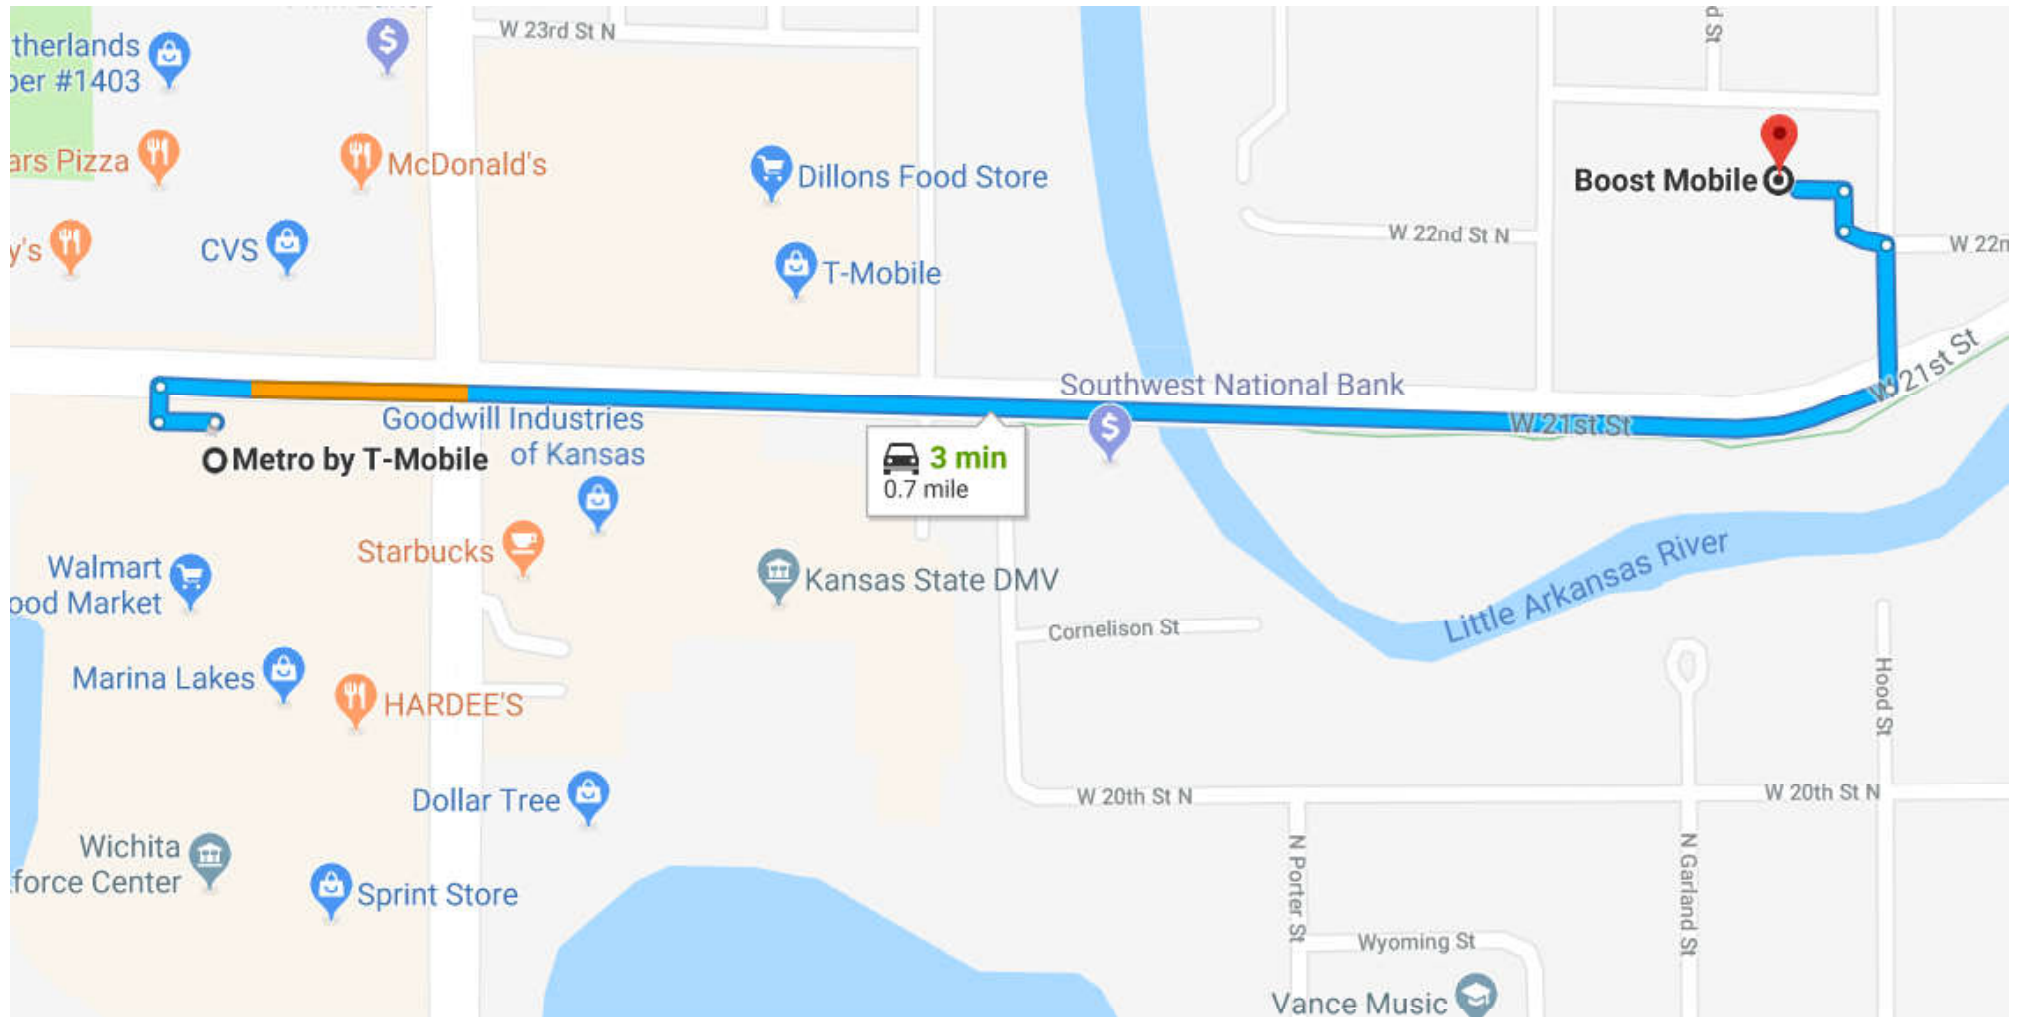 W 23rd St N
d St
therlands
per #1403
ars Pizza
McDonald's
Dillons Food Store
Boost Mobile
y's
CVS
T-Mobile
W 22nd St N
W 22n
Southwest National Bank
W 21st St
W 21st St
Goodwill Industries
of Kansas
Metro by T-Mobile
3 min
0.7 mile
Starbucks
Walmart
ood Market
Kansas State DMV
Little Arkansas River
Cornelison St
Marina Lakes
HARDEE'S
Hood St
Dollar Tree
W 20th St N
W 20th St N
Wichita
force Center
Sprint Store
N Porter St
N Garland St
Wyoming St
Vance Music